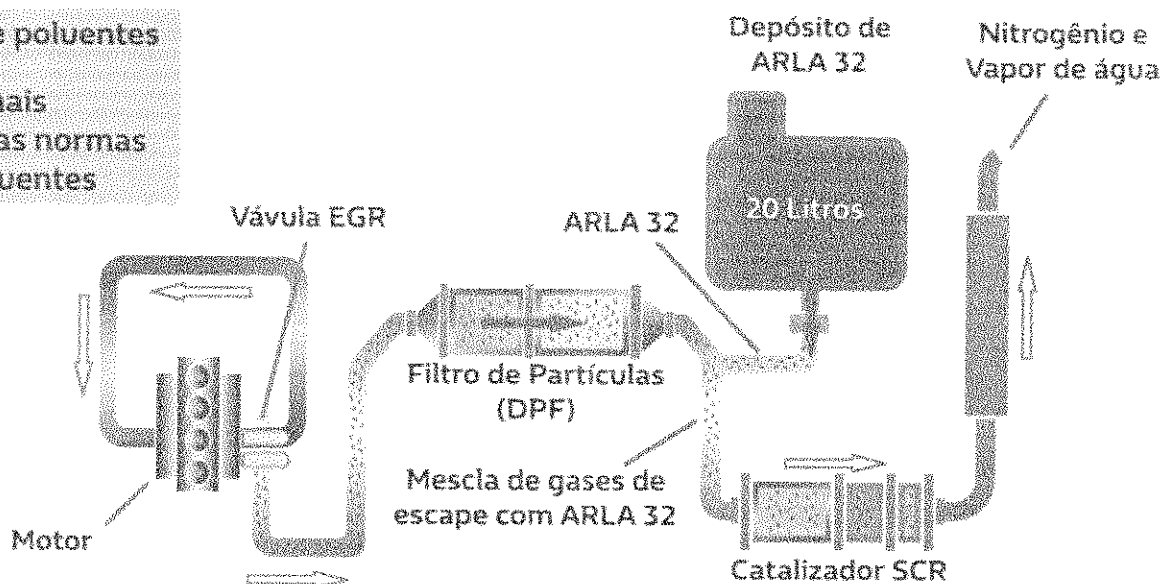 e poluentes
nais
as normas
uentes
Depósito de
ARLA 32
Nitrogênio e
Vapor de água
Vávula EGR
ARLA 32
20 Litros
Filtro de Partículas
(DPF)
Mescla de gases de
escape com ARLA 32
Motor
Catalizador SCR